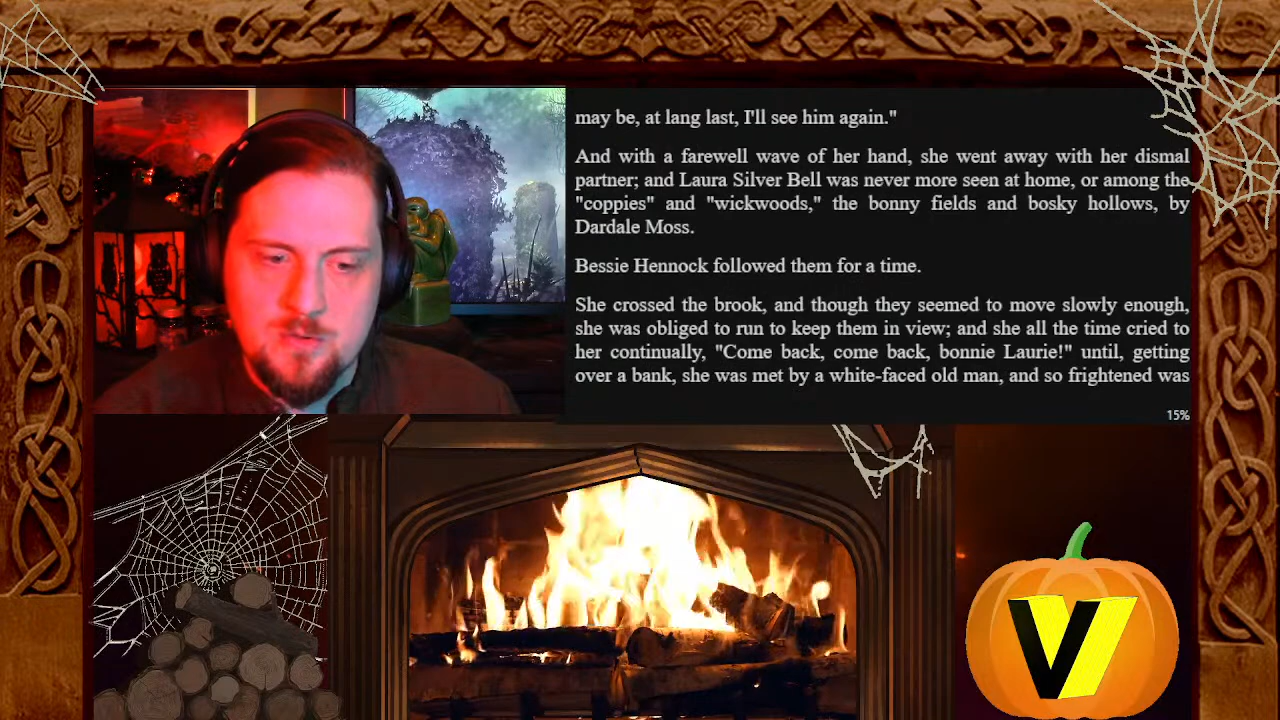 may be, at lang last, I'll see him again."
And with a farewell wave of her hand, she went away with her dismal
partner; and Laura Silver Bell was never more seen at home, or among the
"coppies" and "wickwoods," the bonny fields and bosky hollows, by
Dardale Moss.
Bessie Hennock followed them for a time.
She crossed the brook, and though they seemed to move slowly enough,
she was obliged to run to keep them in view; and she all the time cried to
her continually, "Come back, come back, bonnie Laurie!" until, getting
over a bank, she was met by a white-faced old man, and so frightened was
15%
V